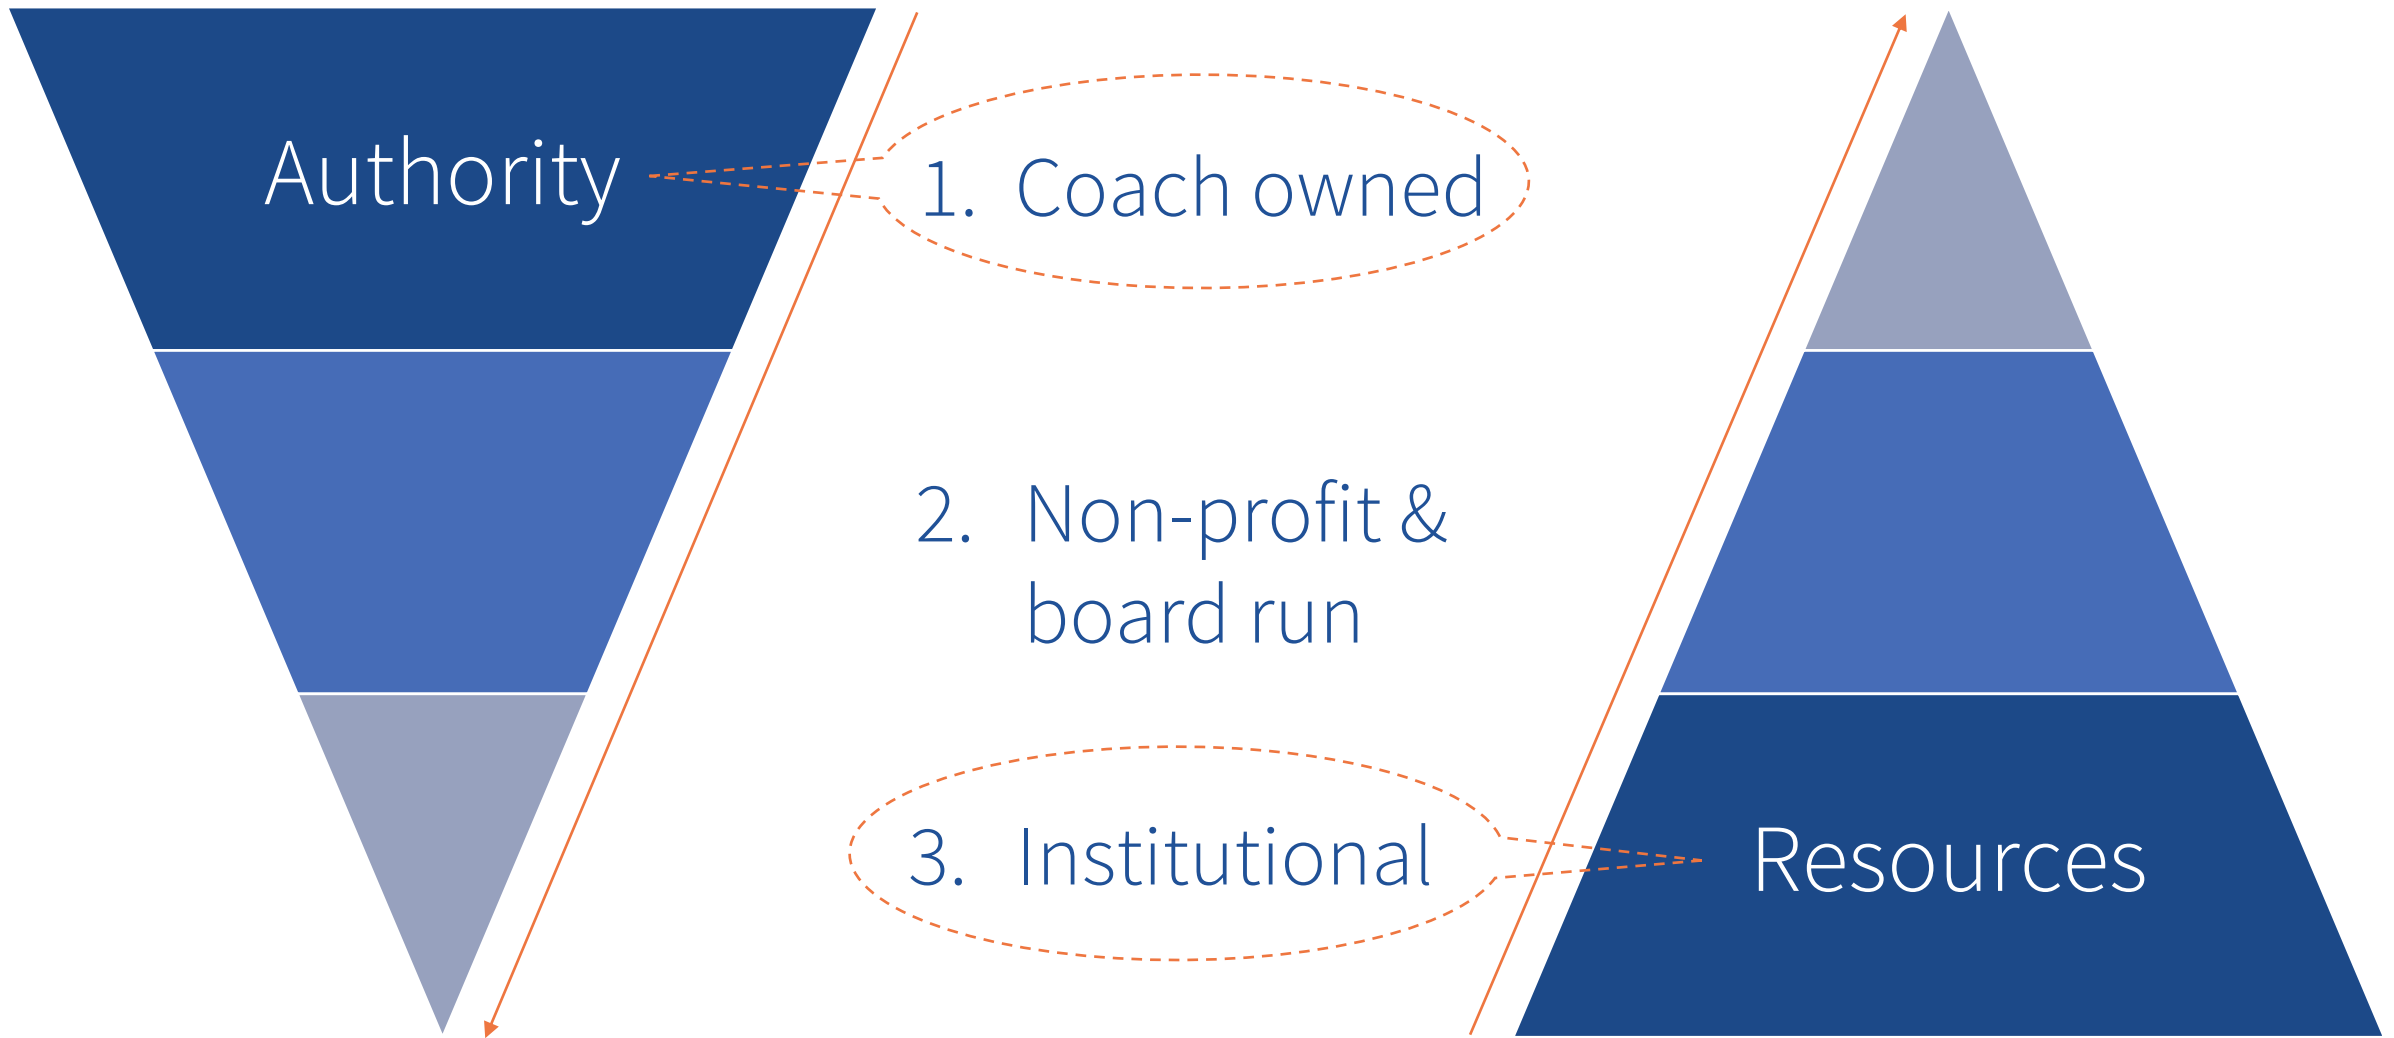 Authority
1. Coach owned
2. Non-profit &
board run
3. Institutional
Resources